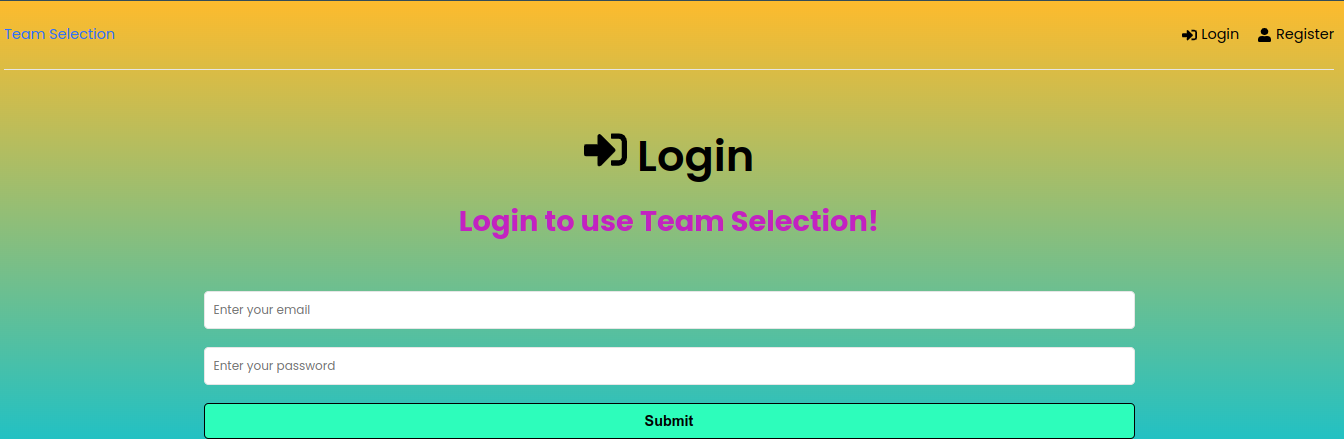 Team Selection
Login
Register
Login
Login to use Team Selection!
Enter your email
Enter your password
Submit